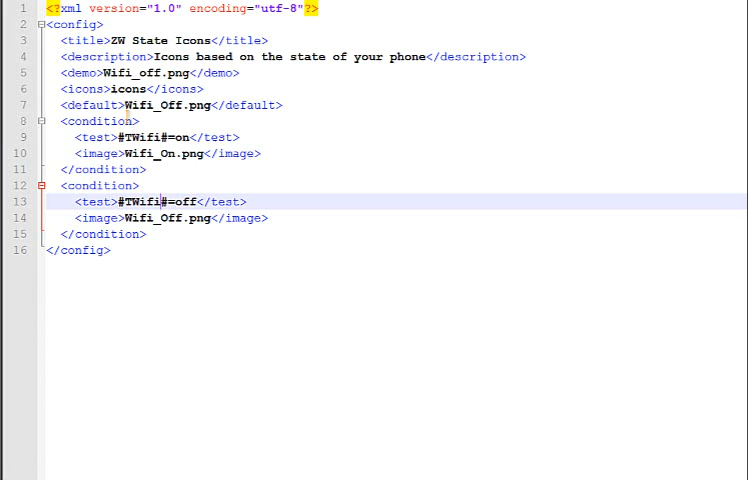 1 <?xml version="1.0" encoding="utf-8"?>
2 <config>
3 <title>ZW State Icons</title>
4 <description>Icons based on the state of your phone</description>
5 <demo>Wifi_off.png</demo>
6 <icons>icons</icons>
7 <default>Wifi_Off.png</default>
8 <condition>
9 <test>#TWifi#=on</test>
10 <image>Wifi_On.png</image>
11 </condition>
12 <condition>
13 <test>#TWifi#=off</test>
14 <image>Wifi_Off.png</image>
15 </condition>
16 </config>